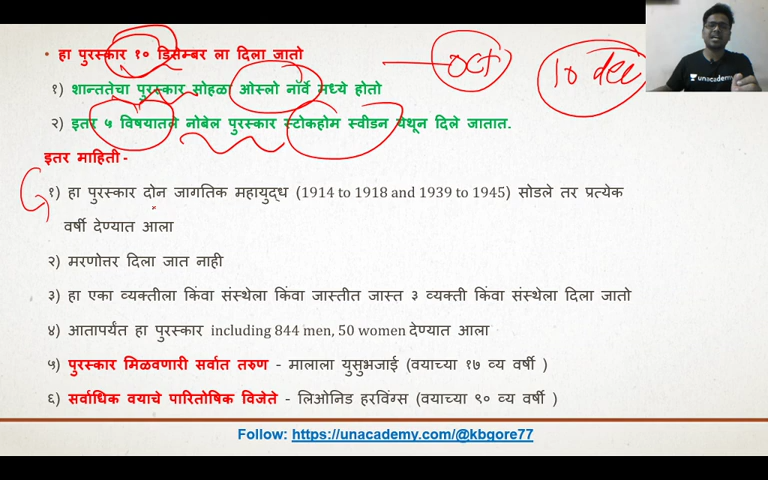 • हा पुरस्कार १० डिसेंम्बर ला दिला जातो
oct
10 dec
unacademy
१) शान्ततेचा पुरस्कार सोहळा ओस्लो नॉर्वे मध्ये होतो
२) इतर ५ विषयातले नोबेल पुरस्कार स्टोकहोम स्वीडन येथून दिले जातात.
इतर माहिती -
१) हा पुरस्कार दोन जागतिक महायुद्ध (1914 to 1918 and 1939 to 1945) सोडले तर प्रत्येक
वर्षी देण्यात आला
२) मरणोत्तर दिला जात नाही
३) हा एका व्यक्तीला किंवा संस्थेला किंवा जास्तीत जास्त ३ व्यक्ती किंवा संस्थेला दिला जातो
४) आतापर्यंत हा पुरस्कार including 844 men, 50 women देण्यात आला
५) पुरस्कार मिळवणारी सर्वात तरुण - मालाला युसुभजाई (वयाच्या १७ व्य वर्षी )
६) सर्वाधिक वयाचे पारितोषिक विजेते - लिओनिड हरविंग्स (वयाच्या ९० व्य वर्षी )
Follow: https://unacademy.com/@kbgore77